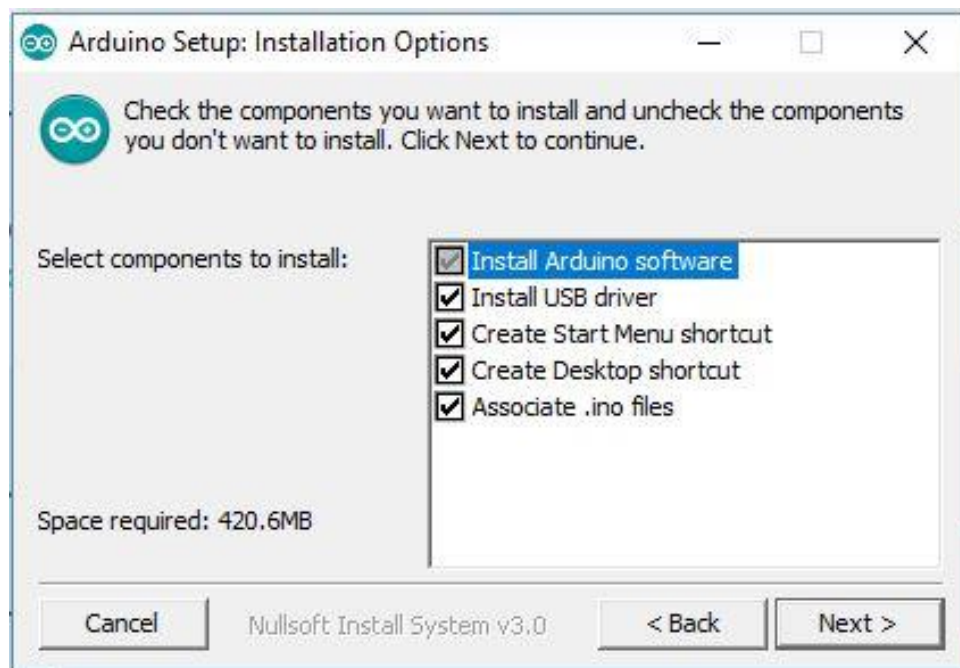 Arduino Setup: Installation Options
Check the components you want to install and uncheck the components
you don't want to install. Click Next to continue.
Select components to install:
Install Arduino software
Install USB driver
Create Start Menu shortcut
Create Desktop shortcut
Associate .ino files
Space required: 420.6MB
Cancel
Nullsoft Install System v3.0
< Back
Next >